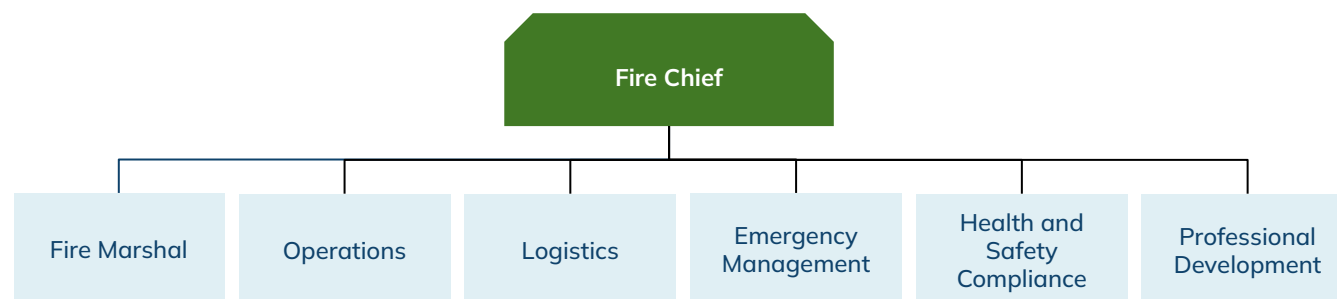 Fire Chief
Fire Marshal
Operations
Logistics
Emergency
Management
Health and
Safety
Compliance
Professional
Development